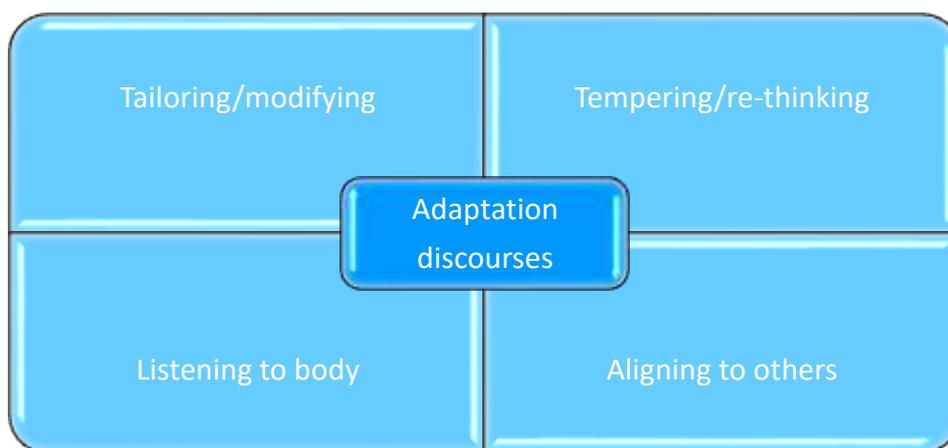 Tailoring/modifying
Tempering/re-thinking
Adaptation
discourses
Listening to body
Aligning to others